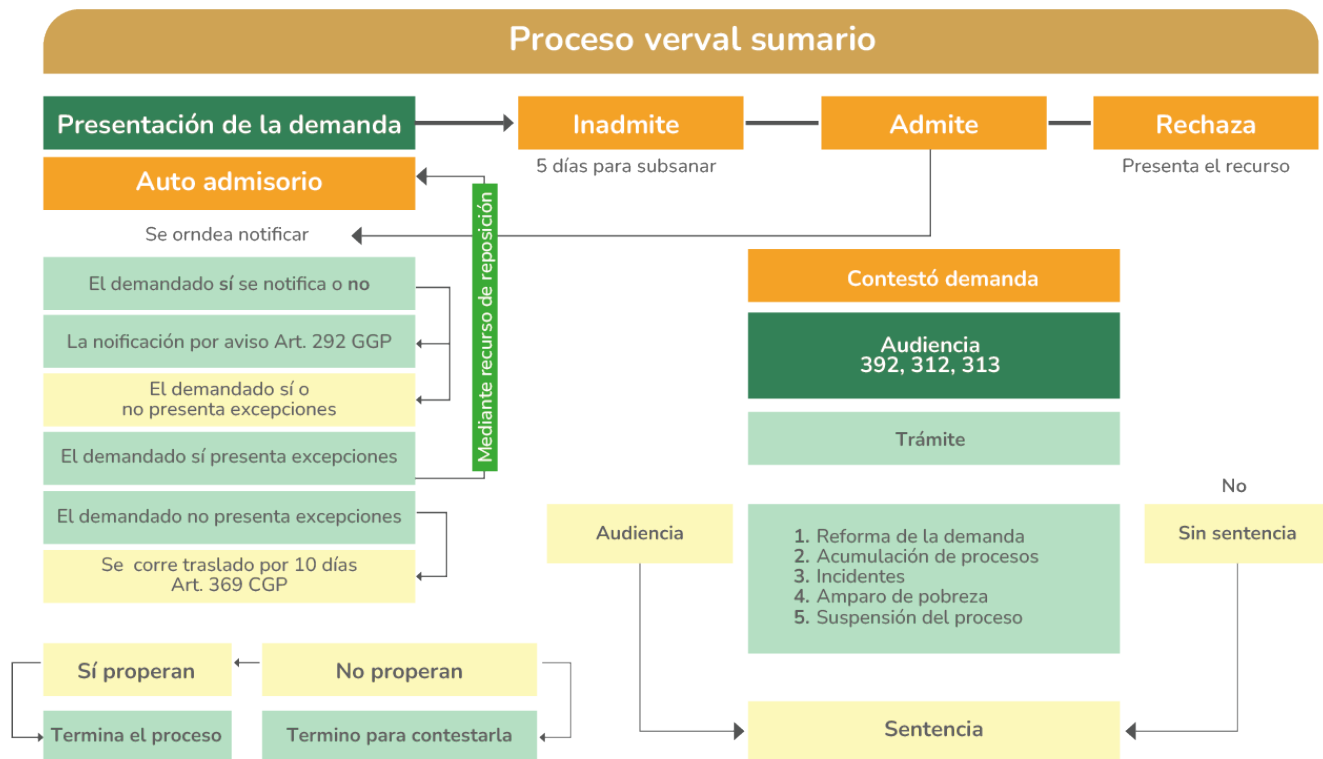 Proceso verval sumario
Presentación de la demanda
Inadmite
Admite
Rechaza
5 días para subsanar
Presenta el recurso
Auto admisorio
Se orndea notificar
Mediante recurso de reposición
El demandado sí se notifica o no
La noificación por aviso Art. 292 GGP
El demandado sí o
no presenta excepciones
El demandado sí presenta excepciones
El demandado no presenta excepciones
Se corre traslado por 10 días
Art. 369 CGP
Sí properan
No properan
Termina el proceso
Termino para contestarla
Contestó demanda
Audiencia
392, 312, 313
Trámite
No
Audiencia
1. Reforma de la demanda
2. Acumulación de procesos
3. Incidentes
4. Amparo de pobreza
5. Suspensión del proceso
Sin sentencia
Sentencia